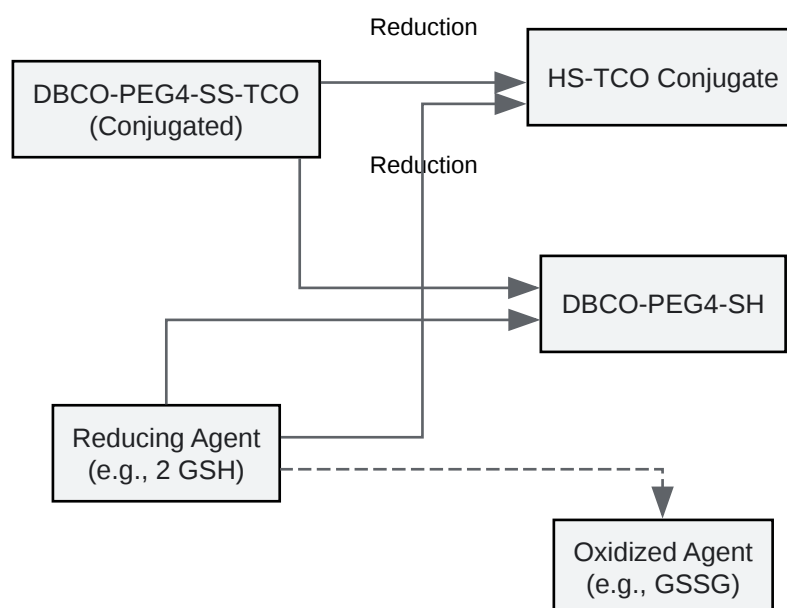 Reduction
DBCO-PEG4-SS-TCO
(Conjugated)
HS-TCO Conjugate
Reduction
DBCO-PEG4-SH
Reducing Agent
(e.g., 2 GSH)
Oxidized Agent
(e.g., GSSG)